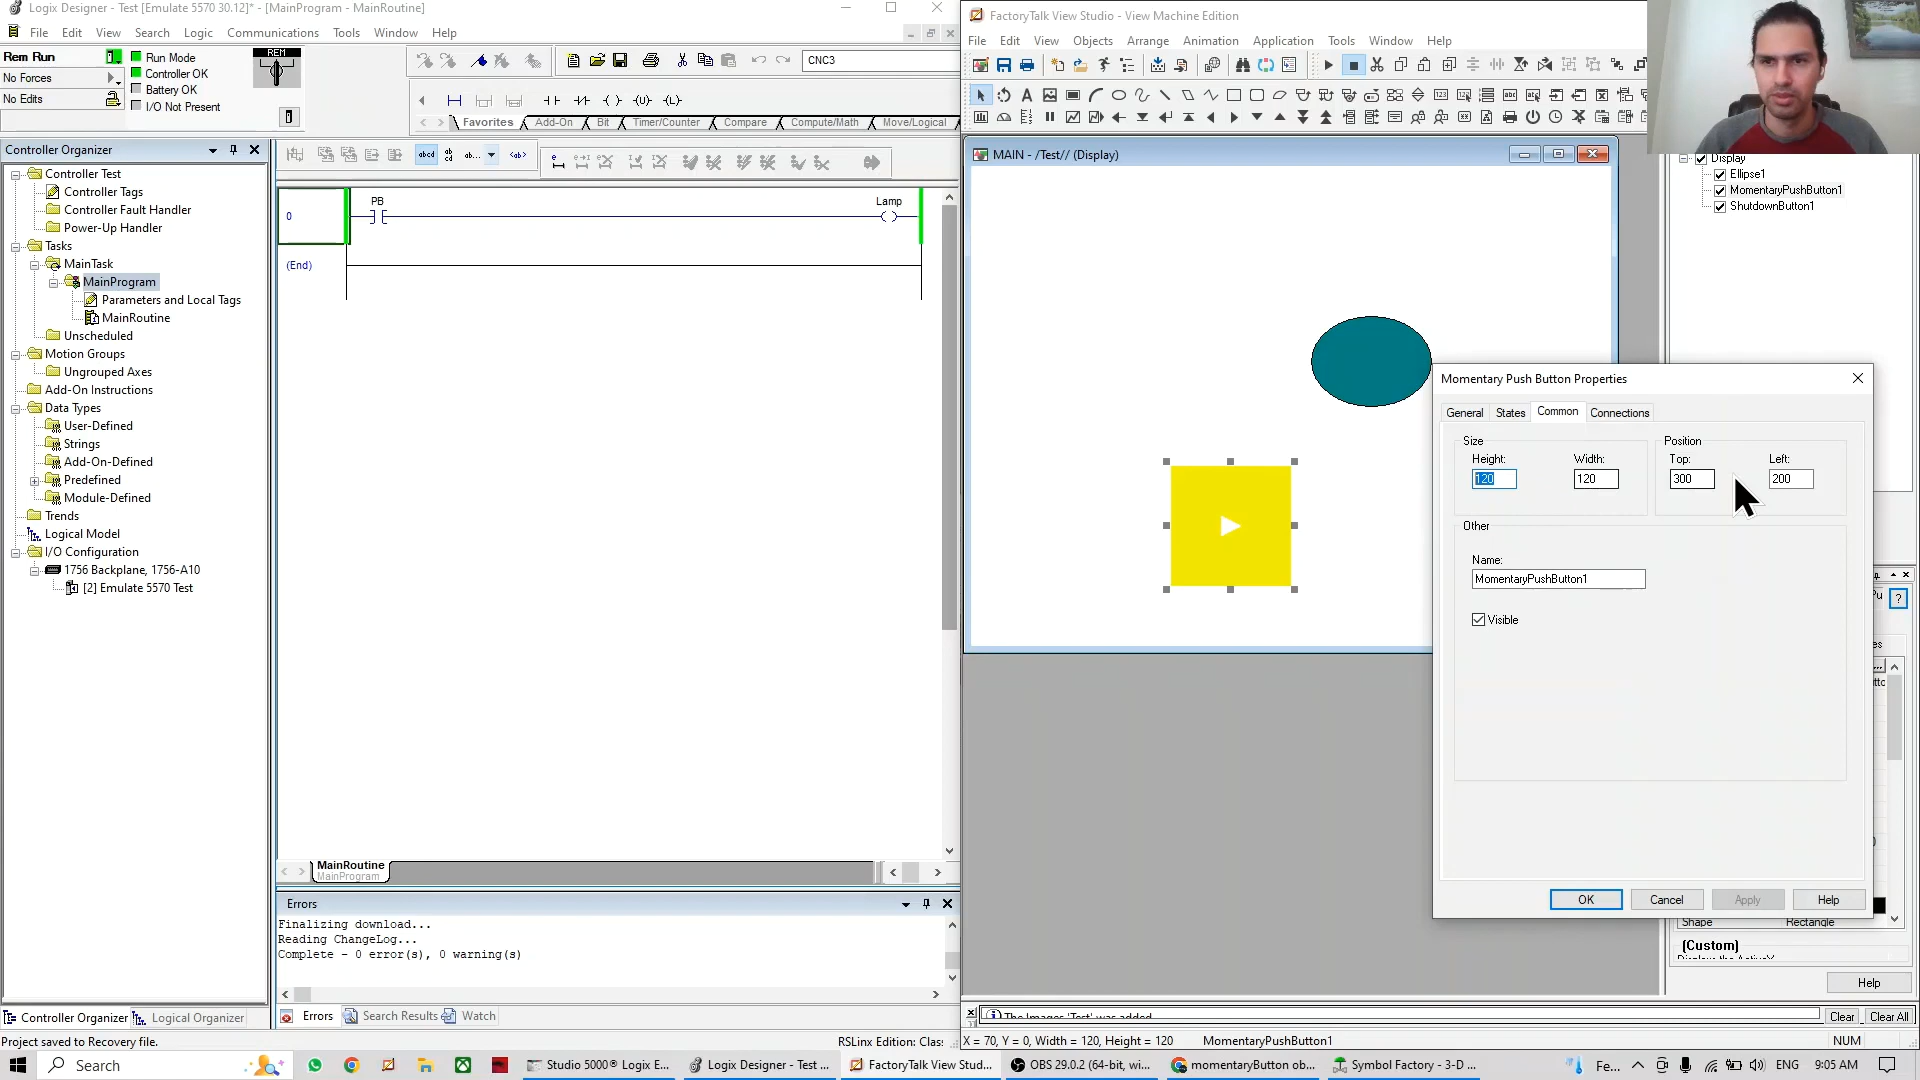 Logix Designer - Test [Emulate 5570 30.12]* - [MainProgram - MainRoutine]
File Edit View Search Logic Communications Tools Window Help
Rem Run
No Forces
No Edits
Run Mode
Controller OK
Battery OK
I/O Not Present
REM
CNC3
Favorites Add-On Bit Timer/Counter Compare Compute/Math Move/Logical
Controller Organizer
Controller Test
Controller Tags
Controller Fault Handler
Power-Up Handler
Tasks
MainTask
MainProgram
Parameters and Local Tags
MainRoutine
Unscheduled
Motion Groups
Ungrouped Axes
Add-On Instructions
Data Types
User-Defined
Strings
Add-On-Defined
Predefined
Module-Defined
Trends
Logical Model
I/O Configuration
1756 Backplane, 1756-A10
[2] Emulate 5570 Test
Controller Organizer Logical Organizer
0
PB
Lamp
(End)
MainRoutine
MainProgram
Errors
Finalizing download...
Reading ChangeLog...
Complete - 0 error(s), 0 warning(s)
Errors Search Results Watch
Project saved to Recovery file.
RSLinx Edition: Clas
FactoryTalk View Studio - View Machine Edition
File Edit View Objects Arrange Animation Application Tools Window Help
MAIN - /Test// (Display)
Display
Ellipse1
MomentaryPushButton1
ShutdownButton1
Momentary Push Button Properties
General States Common Connections
Size
Height: Width:
120 120
Position
Top: Left:
300 200
Other
Name:
MomentaryPushButton1
Visible
OK Cancel Apply Help
Shape Rectangle
(Custom)
Help
The Images 'Test' was added
Clear Clear All
X = 70, Y = 0, Width = 120, Height = 120 MomentaryPushButton1
NUM
Search
Studio 5000® Logix E...
Logix Designer - Test ...
FactoryTalk View Stud...
OBS 29.0.2 (64-bit, wi...
momentaryButton ob...
Symbol Factory - 3-D ...
Fe...
ENG
9:05 AM